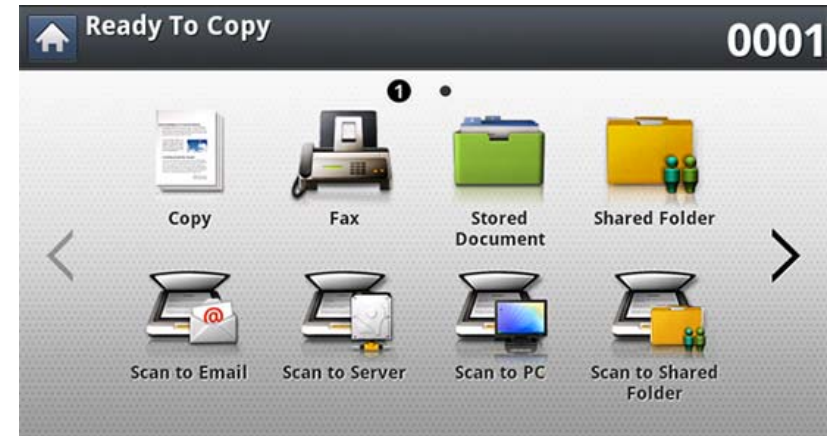 Ready To Copy
0001
1
Copy
Fax
Stored
Document
Shared Folder
Scan to Email
Scan to Server
Scan to PC
Scan to Shared
Folder